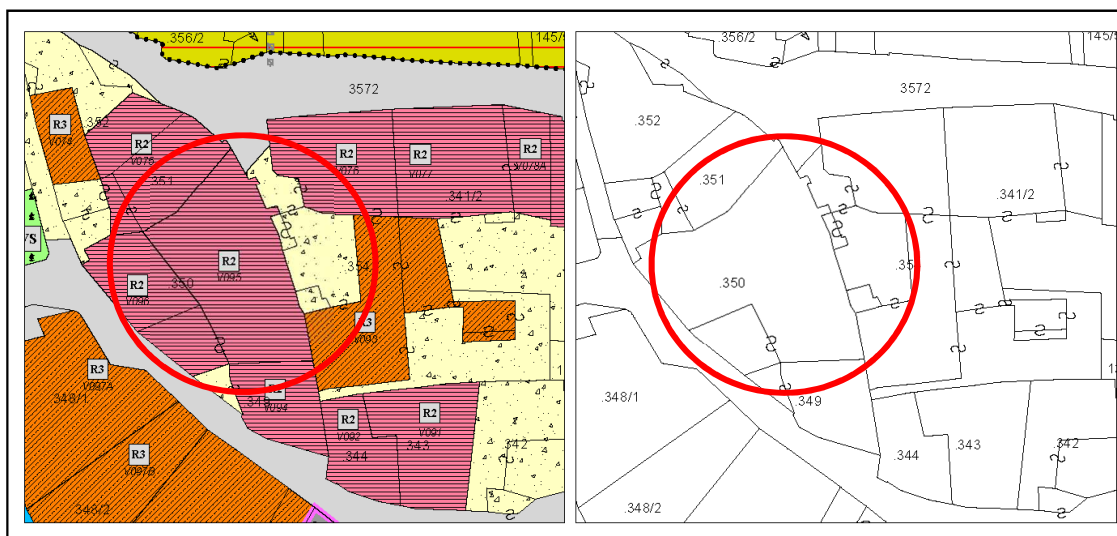 356/2
145/
3572
R3
V074
.352
R2
V075
R2
V076
R2
V077
R2
V078A
.351
.341/2
VS
R2
V095
.354
.350
R2
V096
R3
V093
R3
V097A
.348/1
.349
R2
V094
R2
V092
R2
V091
.343
.342
.344
R3
V097B
.348/2
.356/2
145/
3572
.352
.351
.341/2
.350
.349
.348/1
.343
.342
.344
.348/2